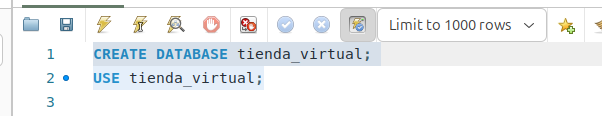 Limit to 1000 rows
1 CREATE DATABASE tienda_virtual;
2 USE tienda_virtual;
3